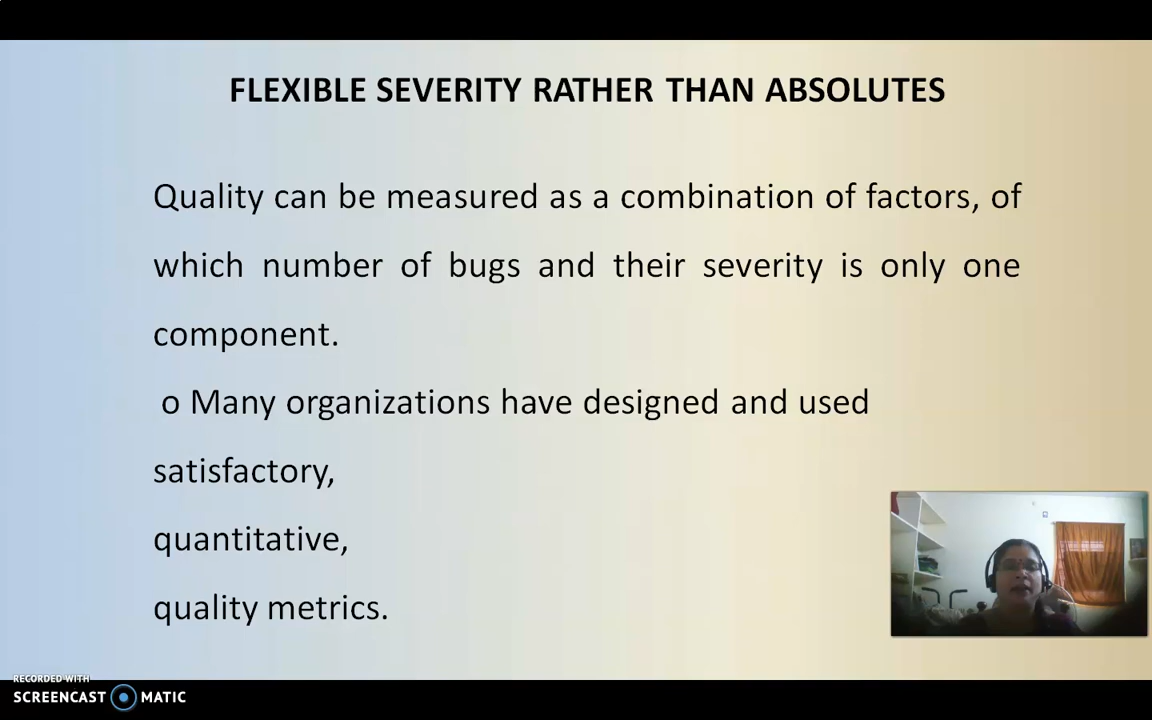 FLEXIBLE SEVERITY RATHER THAN ABSOLUTES
Quality can be measured as a combination of factors, of
which number of bugs and their severity is only one
component.
o Many organizations have designed and used
satisfactory,
quantitative,
quality metrics.
RECORDED WITH
SCREENCAST MATIC